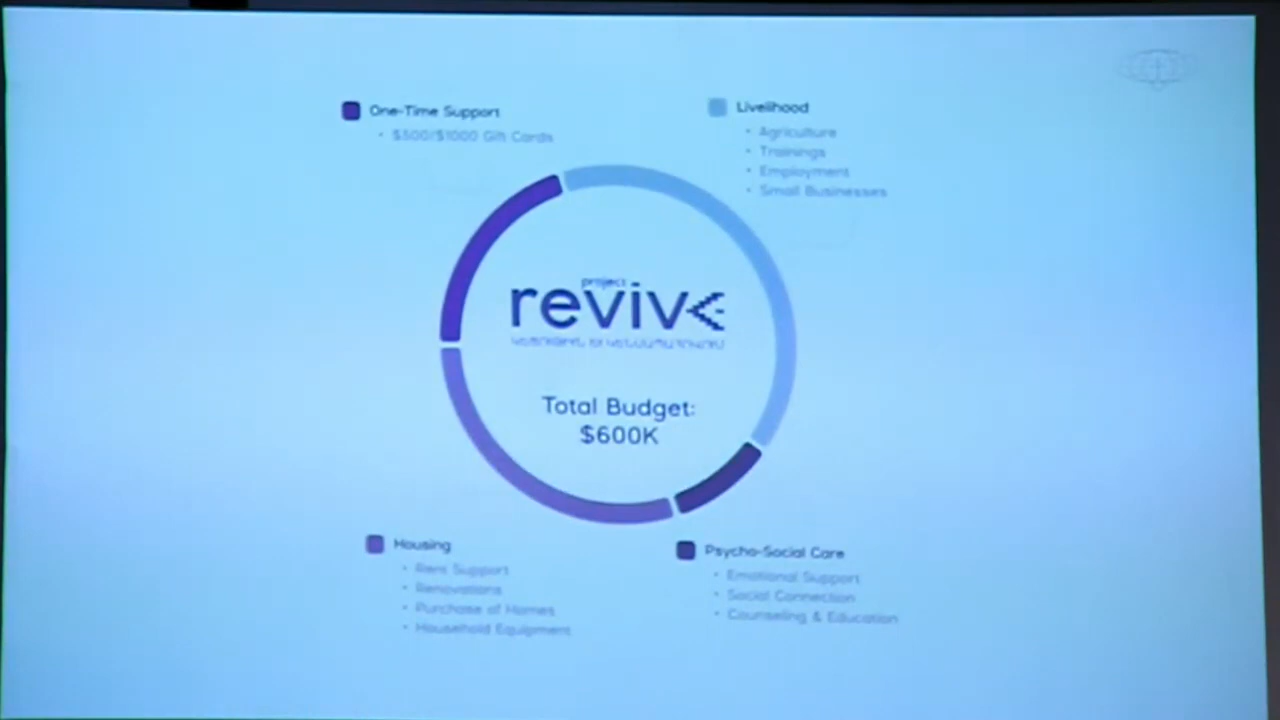 One-Time Support
• $500/$1000 Gift Cards
Livelihood
• Agriculture
• Trainings
• Employment
• Small Businesses
project
revive
Total Budget:
$600K
Housing
• Rent Support
• Renovations
• Purchase of Homes
• Household Equipment
Psycho-Social Care
• Emotional Support
• Social Connection
• Counseling & Education